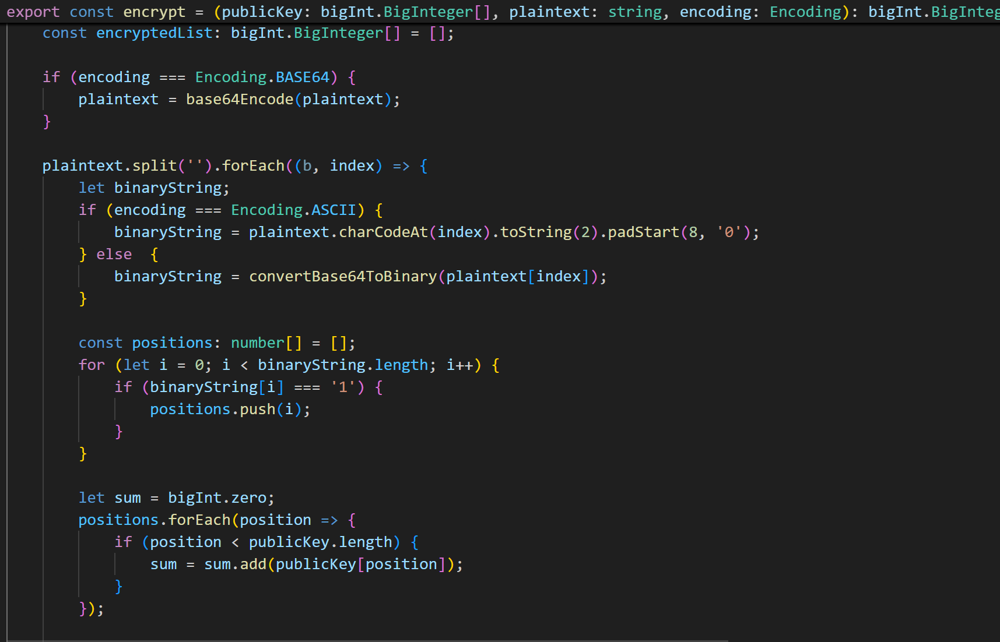 export const encrypt = (publicKey: bigInt.BigInteger[], plaintext: string, encoding: Encoding): bigInt.BigInteg
    const encryptedList: bigInt.BigInteger[] = [];

    if (encoding === Encoding.BASE64) {
        plaintext = base64Encode(plaintext);
    }

    plaintext.split('').forEach((b, index) => {
        let binaryString;
        if (encoding === Encoding.ASCII) {
            binaryString = plaintext.charCodeAt(index).toString(2).padStart(8, '0');
        } else  {
            binaryString = convertBase64ToBinary(plaintext[index]);
        }

        const positions: number[] = [];
        for (let i = 0; i < binaryString.length; i++) {
            if (binaryString[i] === '1') {
                positions.push(i);
            }
        }

        let sum = bigInt.zero;
        positions.forEach(position => {
            if (position < publicKey.length) {
                sum = sum.add(publicKey[position]);
            }
        });